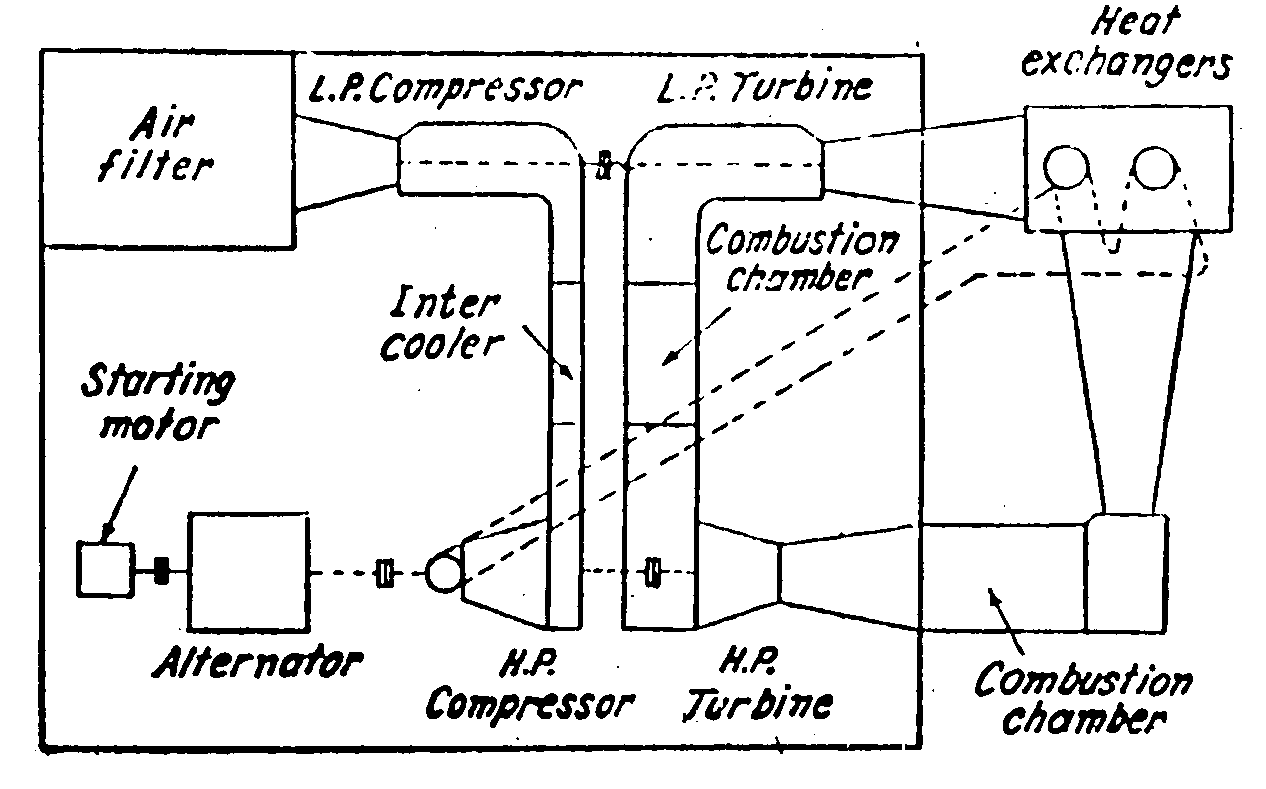 Heat
exchangers
L.P. Compressor
L.P. Turbine
Air
filter
Combustion
chamber
Inter
cooler
Starting
motor
Alternator
H.P.
Compressor
H.P.
Turbine
Combustion
chamber